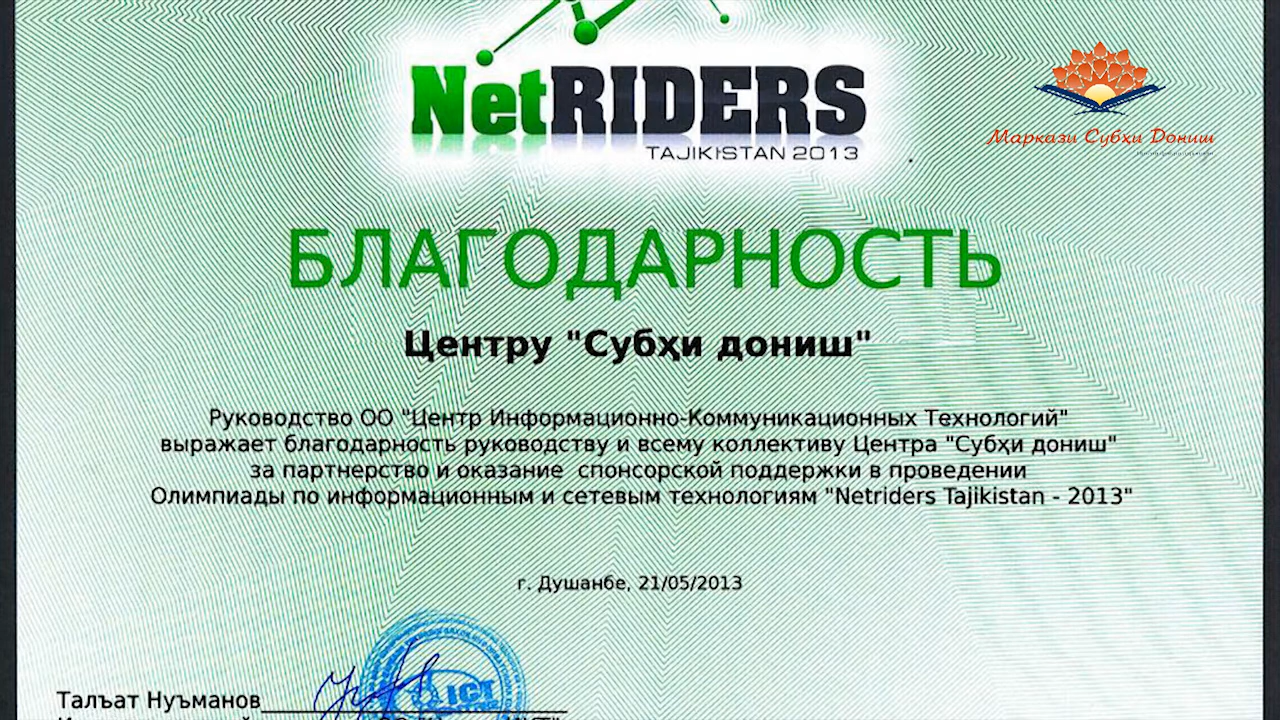 NetRIDERS
TAJIKISTAN 2013
Маркази Субҳи Дониш
БЛАГОДАРНОСТЬ
Центру "Субҳи дониш"
Руководство ОО "Центр Информационно-Коммуникационных Технологий"
выражает благодарность руководству и всему коллективу Центра "Субҳи дониш"
за партнерство и оказание спонсорской поддержки в проведении
Олимпиады по информационным и сетевым технологиям "Netriders Tajikistan - 2013"
г. Душанбе, 21/05/2013
ICT
Талъат Нуъманов